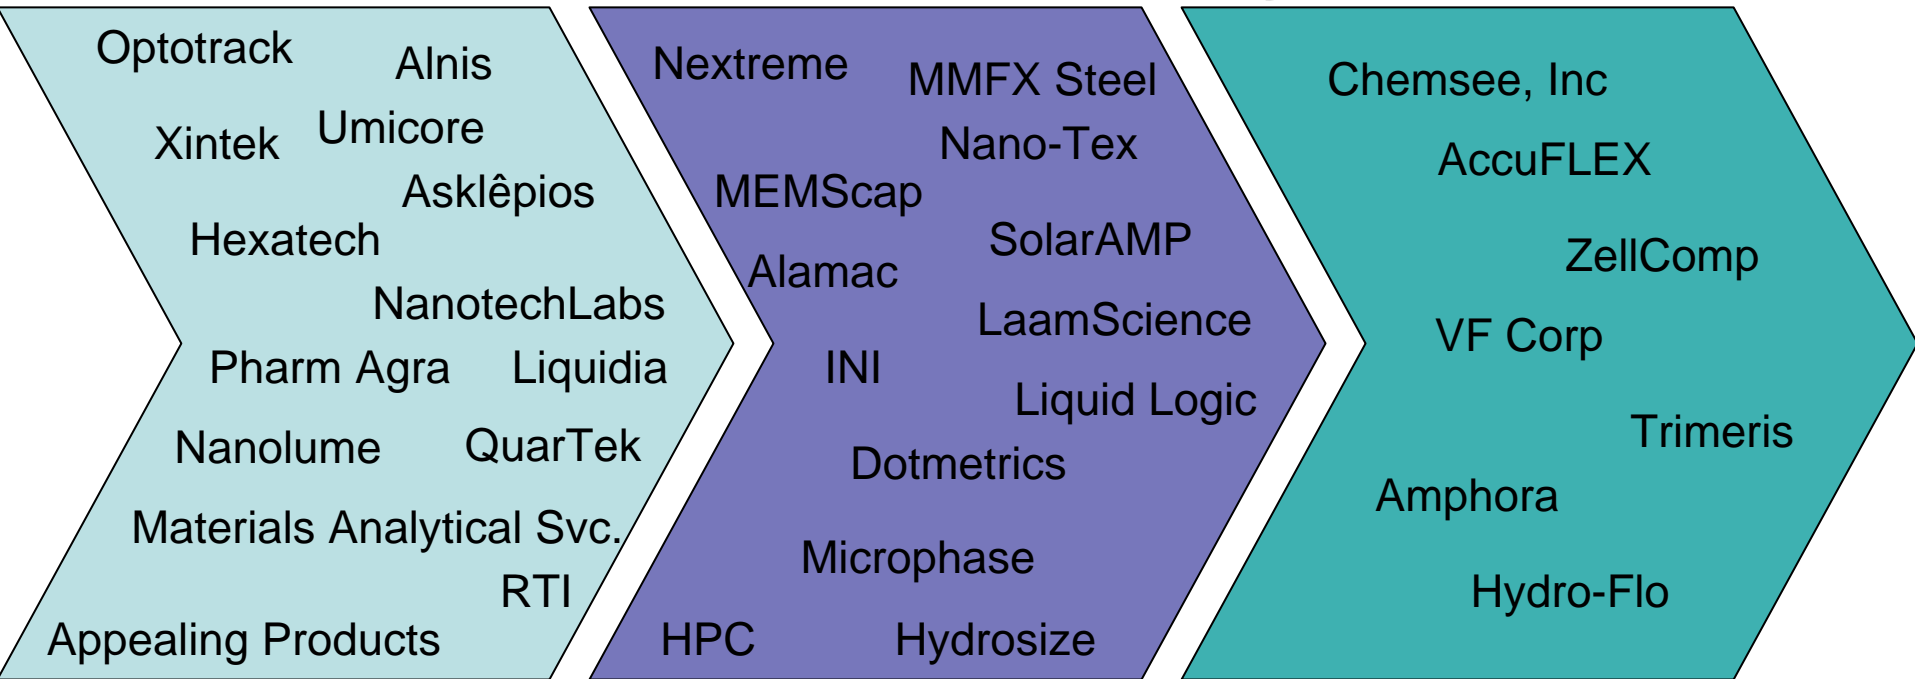 Optotrack
Alnis
Umicore
Xintek
Asklêpios
Hexatech
NanotechLabs
Pharm Agra
Liquidia
Nanolume
QuarTek
Materials Analytical Svc.
RTI
Appealing Products
Nextreme
MMFX Steel
Nano-Tex
MEMScap
SolarAMP
Alamac
LaamScience
INI
Liquid Logic
Dotmetrics
Microphase
HPC
Hydrosize
Chemsee, Inc
AccuFLEX
ZellComp
VF Corp
Trimeris
Amphora
Hydro-Flo